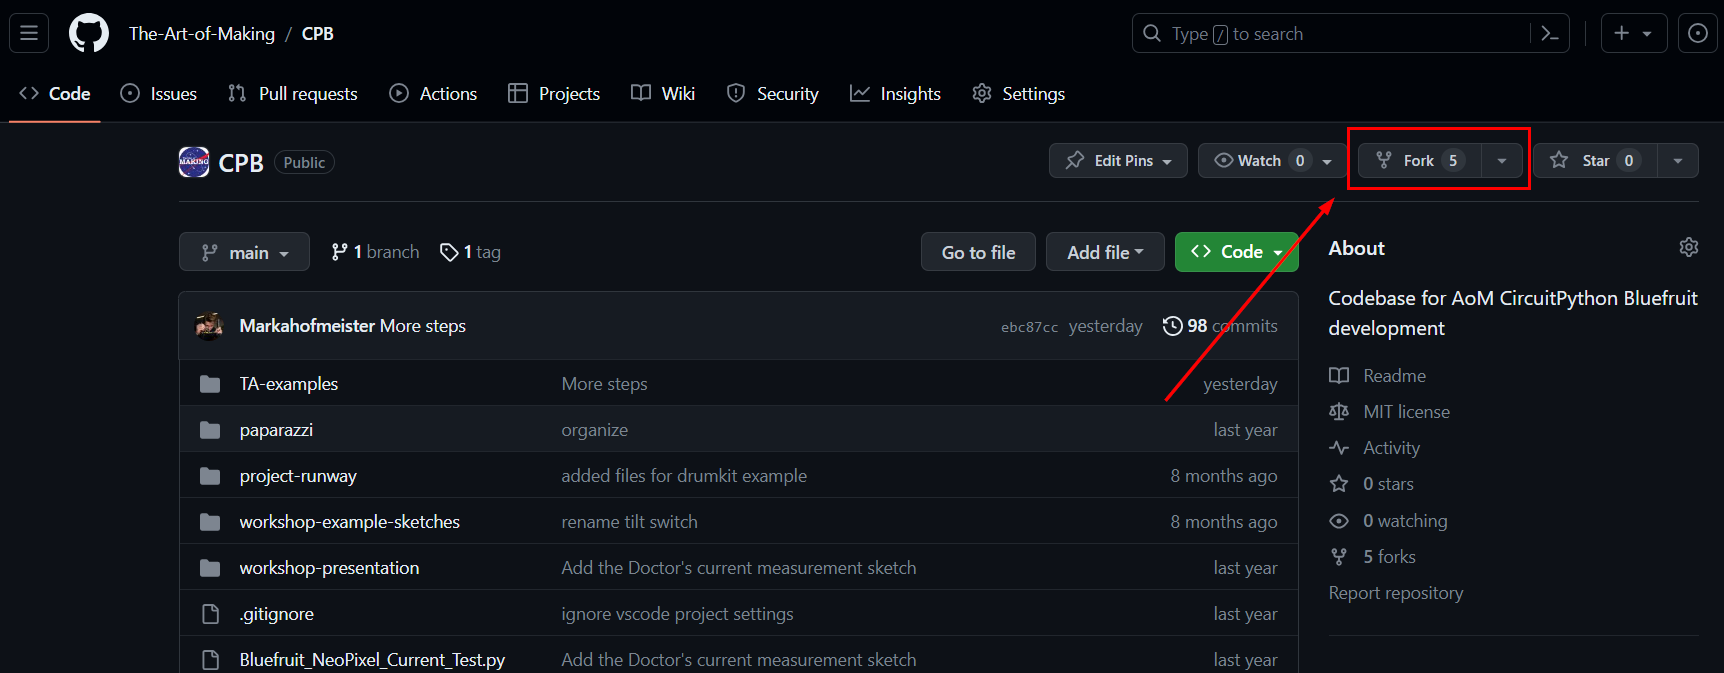 The-Art-of-Making / CPB
Type / to search
Code Issues Pull requests Actions Projects Wiki Security Insights Settings
MAKING CPB Public
Edit Pins Watch 0 Fork 5 Star 0
main 1 branch 1 tag Go to file Add file Code
Markahofmeister More steps ebc87cc yesterday 98 commits
TA-examples More steps yesterday
paparazzi organize last year
project-runway added files for drumkit example 8 months ago
workshop-example-sketches rename tilt switch 8 months ago
workshop-presentation Add the Doctor's current measurement sketch last year
.gitignore ignore vscode project settings last year
Bluefruit_NeoPixel_Current_Test.py Add the Doctor's current measurement sketch last year
About
Codebase for AoM CircuitPython Bluefruit
development
Readme
MIT license
Activity
0 stars
0 watching
5 forks
Report repository